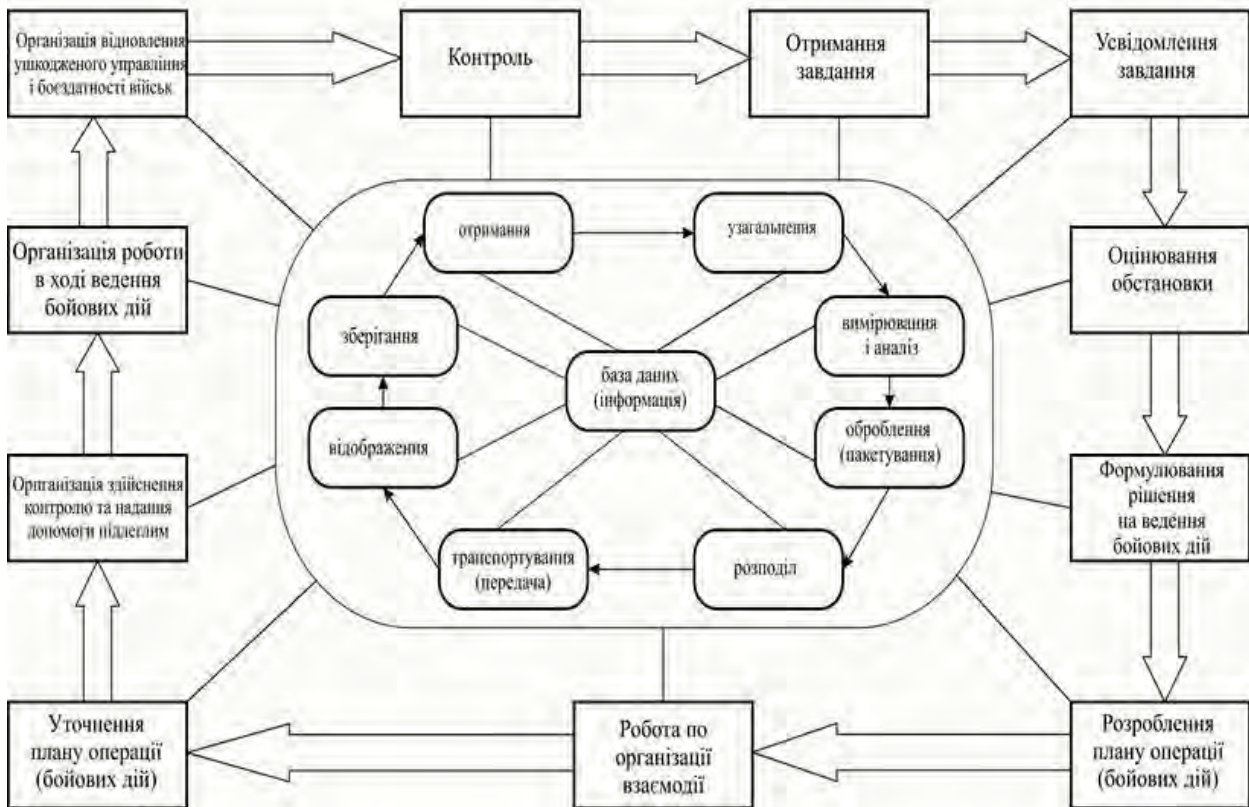 Організація відновлення
ушкодженого управління
і боєздатності військ
Контроль
Отримання
завдання
Усвідомлення
завдання
отримання
узагальнення
Організація роботи
в ході ведення
бойових дій
Оцінювання
обстановки
зберігання
вимірювання
і аналіз
база даних
(інформація)
відображення
оброблення
(пакетування)
Орпганізація здійснення
контролю та надання
допомоги підлеглим
Формулювання
рішення
на ведення
бойових дій
транспортування
(передача)
розподіл
Уточнення
плану операції
(бойових дій)
Робота по
організації
взаємодії
Розроблення
плану операції
(бойових дій)